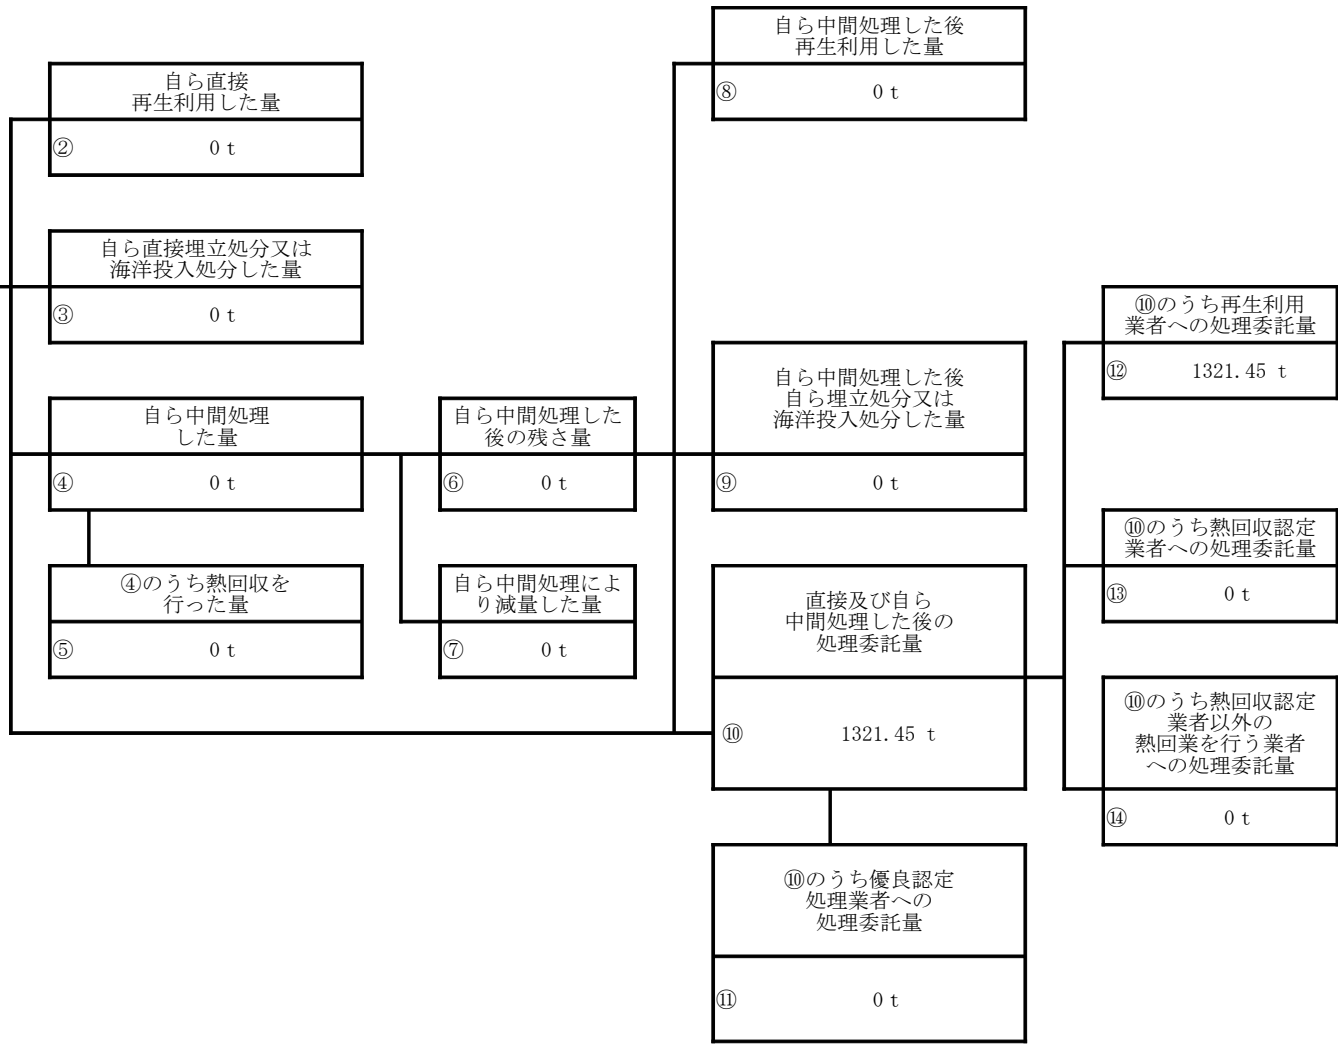 自ら中間処理した後
再生利用した量
⑧ 0 t
自ら直接
再生利用した量
② 0 t
自ら直接埋立処分又は
海洋投入処分した量
③ 0 t
⑩のうち再生利用
業者への処理委託量
⑫ 1321.45 t
自ら中間処理した後
自ら埋立処分又は
海洋投入処分した量
⑨ 0 t
自ら中間処理
した量
④ 0 t
自ら中間処理した
後の残さ量
⑥ 0 t
⑩のうち熱回収認定
業者への処理委託量
⑬ 0 t
④のうち熱回収を
行った量
⑤ 0 t
自ら中間処理によ
り減量した量
⑦ 0 t
直接及び自ら
中間処理した後の
処理委託量
⑩ 1321.45 t
⑩のうち熱回収認定
業者以外の
熱回業を行う業者
への処理委託量
⑭ 0 t
⑩のうち優良認定
処理業者への
処理委託量
⑪ 0 t